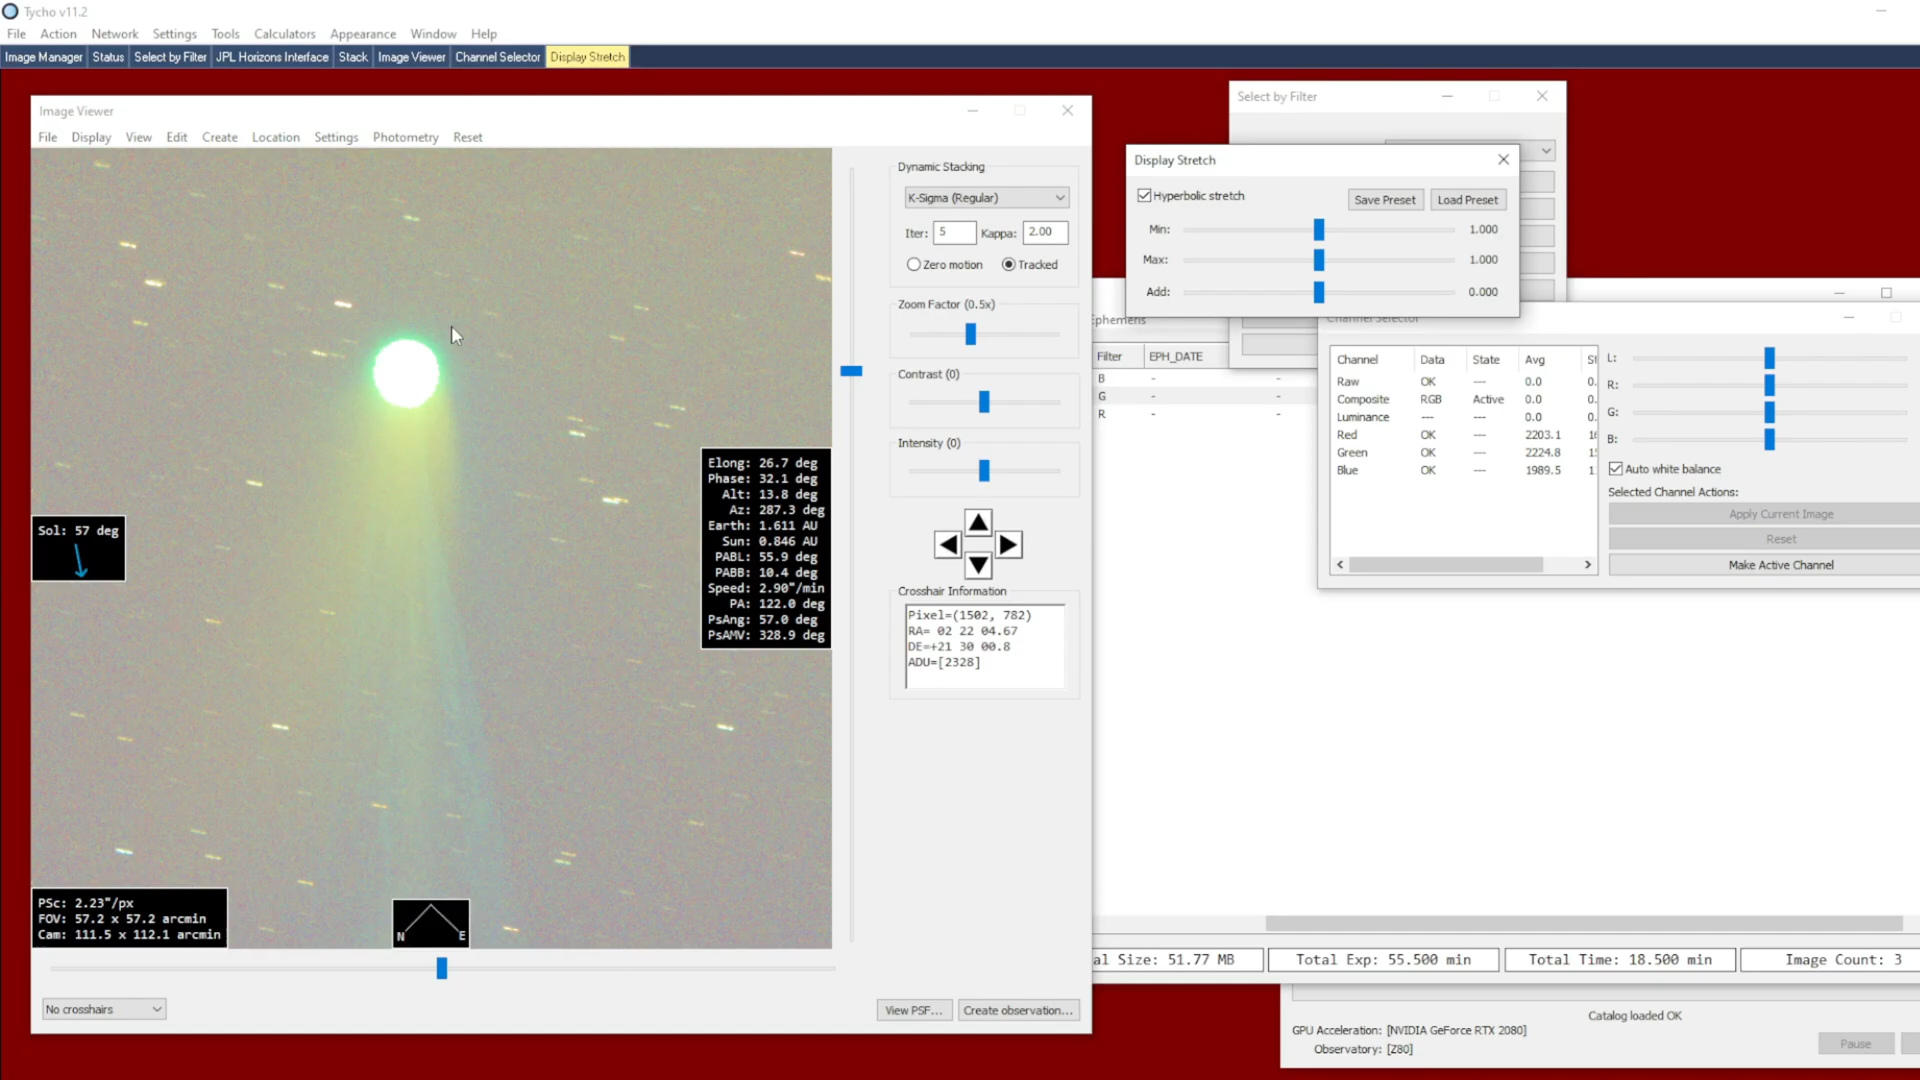 Tycho v11.2
File Action Network Settings Tools Calculators Appearance Window Help
Image Manager Status Select by Filter JPL Horizons Interface Stack Image Viewer Channel Selector Display Stretch
Image Viewer
File Display View Edit Create Location Settings Photometry Reset
Sol: 57 deg
Elong: 26.7 deg
Phase: 32.1 deg
Alt: 13.8 deg
Az: 287.3 deg
Earth: 1.611 AU
Sun: 0.846 AU
PABL: 55.9 deg
PABB: 10.4 deg
Speed: 2.90"/min
PA: 122.0 deg
PsAng: 57.0 deg
PsAMV: 328.9 deg
PSc: 2.23"/px
FOV: 57.2 x 57.2 arcmin
Cam: 111.5 x 112.1 arcmin
N E
No crosshairs
Dynamic Stacking
K-Sigma (Regular)
Iter: 5 Kappa: 2.00
Zero motion Tracked
Zoom Factor (0.5x)
Contrast (0)
Intensity (0)
Crosshair Information
Pixel=(1502, 782)
RA= 02 22 04.67
DE=+21 30 00.8
ADU=[2328]
View PSF... Create observation...
Select by Filter
Display Stretch
Hyperbolic stretch Save Preset Load Preset
Min: 1.000
Max: 1.000
Add: 0.000
Ephemeris
Filter EPH_DATE
B - -
G - -
R - -
Channel Selector
Channel Data State Avg
Raw OK --- 0.0 0.
Composite RGB Active 0.0 0.
Luminance --- --- 0.0 0.
Red OK --- 2203.1
Green OK --- 2224.8
Blue OK --- 1989.5
L:
R:
G:
B:
Auto white balance
Selected Channel Actions:
Apply Current Image
Reset
Make Active Channel
al Size: 51.77 MB Total Exp: 55.500 min Total Time: 18.500 min Image Count: 3
Catalog loaded OK
GPU Acceleration: [NVIDIA GeForce RTX 2080]
Observatory: [Z80]
Pause